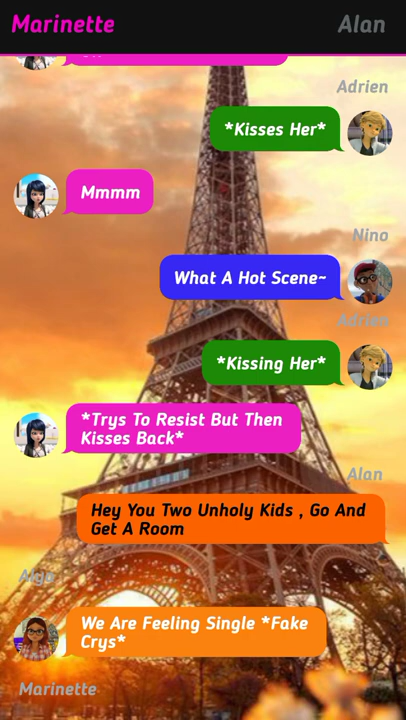 Marinette
Alan
Adrien
*Kisses Her*
Mmmm
Nino
What A Hot Scene~
Adrien
*Kissing Her*
*Trys To Resist But Then
Kisses Back*
Alan
Hey You Two Unholy Kids , Go And
Get A Room
Alya
We Are Feeling Single *Fake
Crys*
Marinette